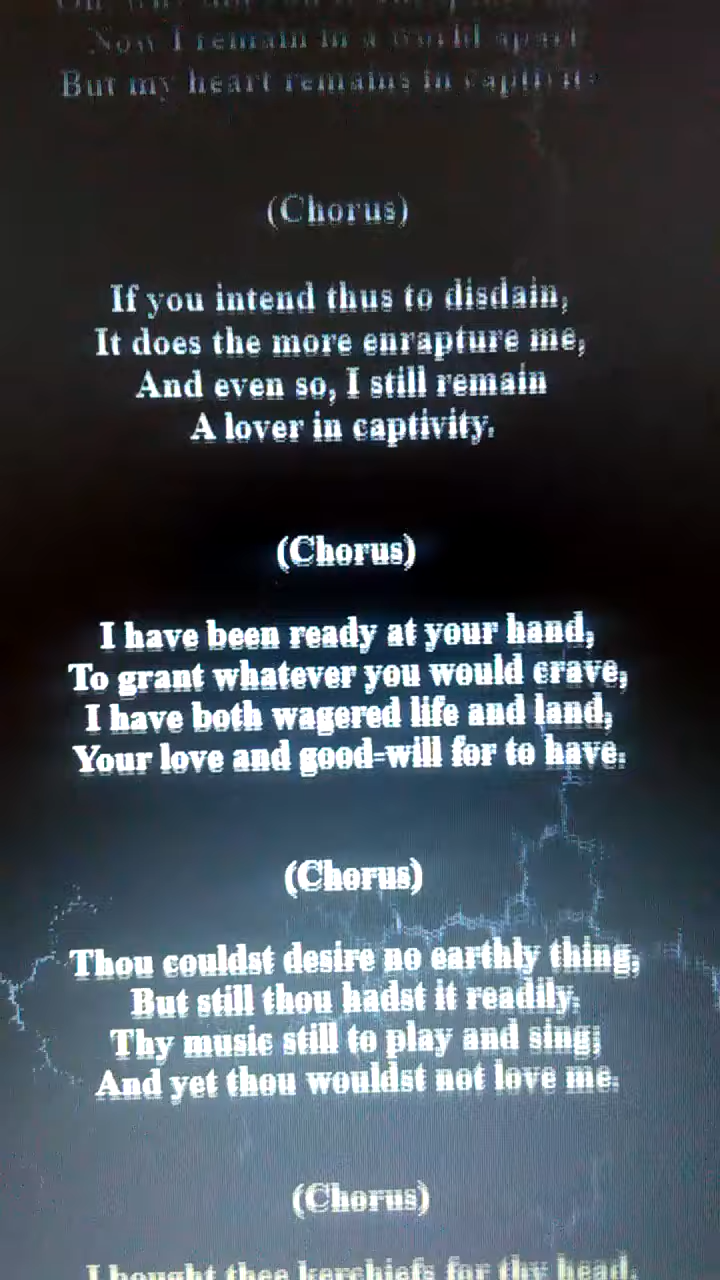 Now I remain in a world apart
But my heart remains in captivity
(Chorus)
If you intend thus to disdain,
It does the more enrapture me,
And even so, I still remain
A lover in captivity.
(Chorus)
I have been ready at your hand,
To grant whatever you would crave,
I have both wagered life and land,
Your love and good-will for to have.
(Chorus)
Thou couldst desire no earthly thing,
But still thou hadst it readily.
Thy music still to play and sing;
And yet thou wouldst not love me.
(Chorus)
I bought thee kerchiefs for thy head,